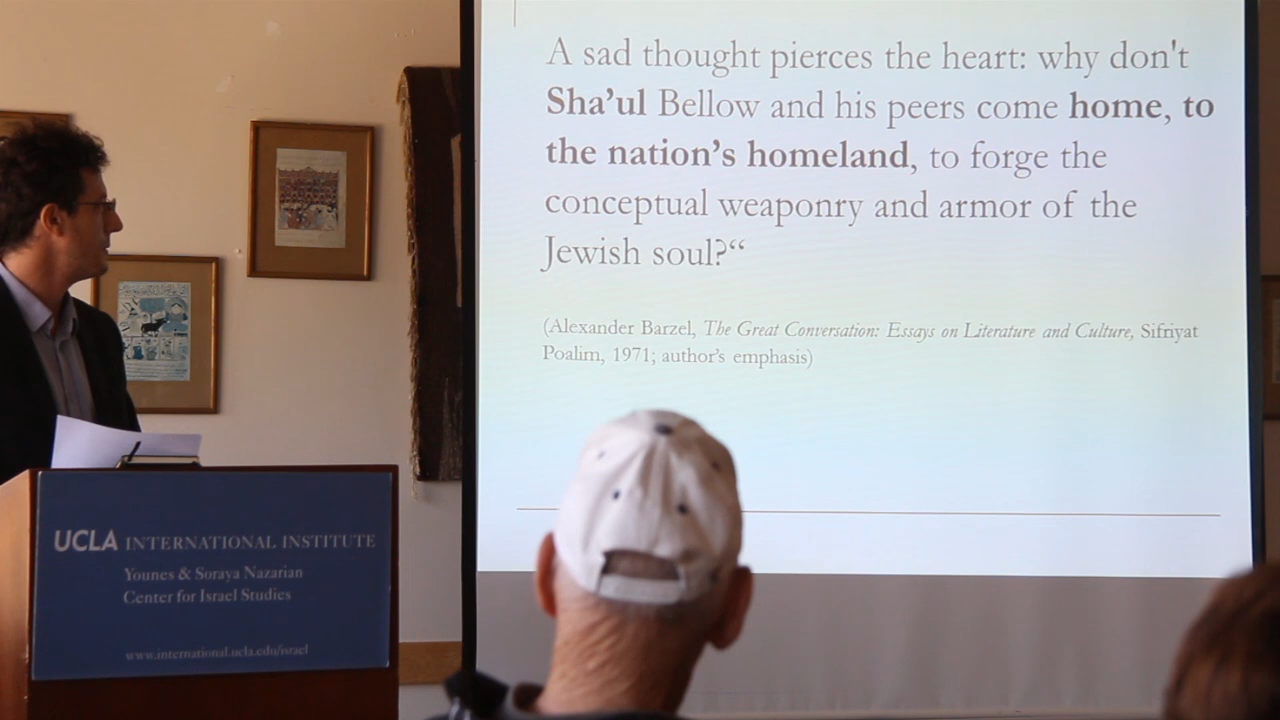 A sad thought pierces the heart: why don't
Sha’ul Bellow and his peers come home, to
the nation’s homeland, to forge the
conceptual weaponry and armor of the
Jewish soul?“
(Alexander Barzel, The Great Conversation: Essays on Literature and Culture, Sifriyat
Poalim, 1971; author’s emphasis)
UCLA INTERNATIONAL INSTITUTE
Younes & Soraya Nazarian
Center for Israel Studies
www.international.ucla.edu/israel